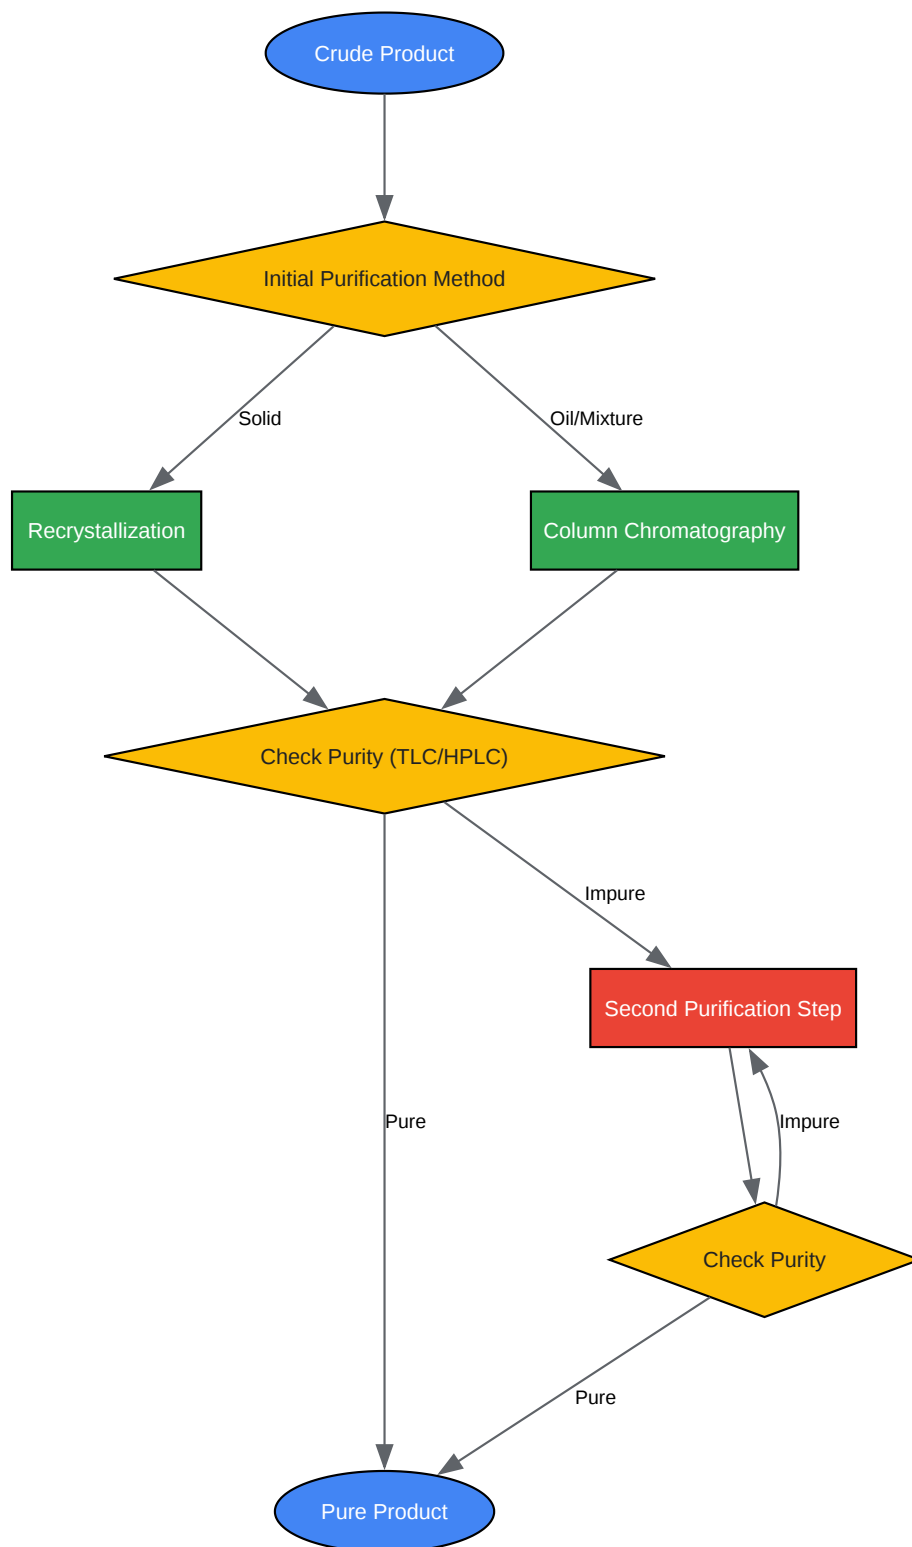 Crude Product
Initial Purification Method
Solid
Oil/Mixture
Recrystallization
Column Chromatography
Check Purity (TLC/HPLC)
Impure
Second Purification Step
Pure
Impure
Check Purity
Pure
Pure Product